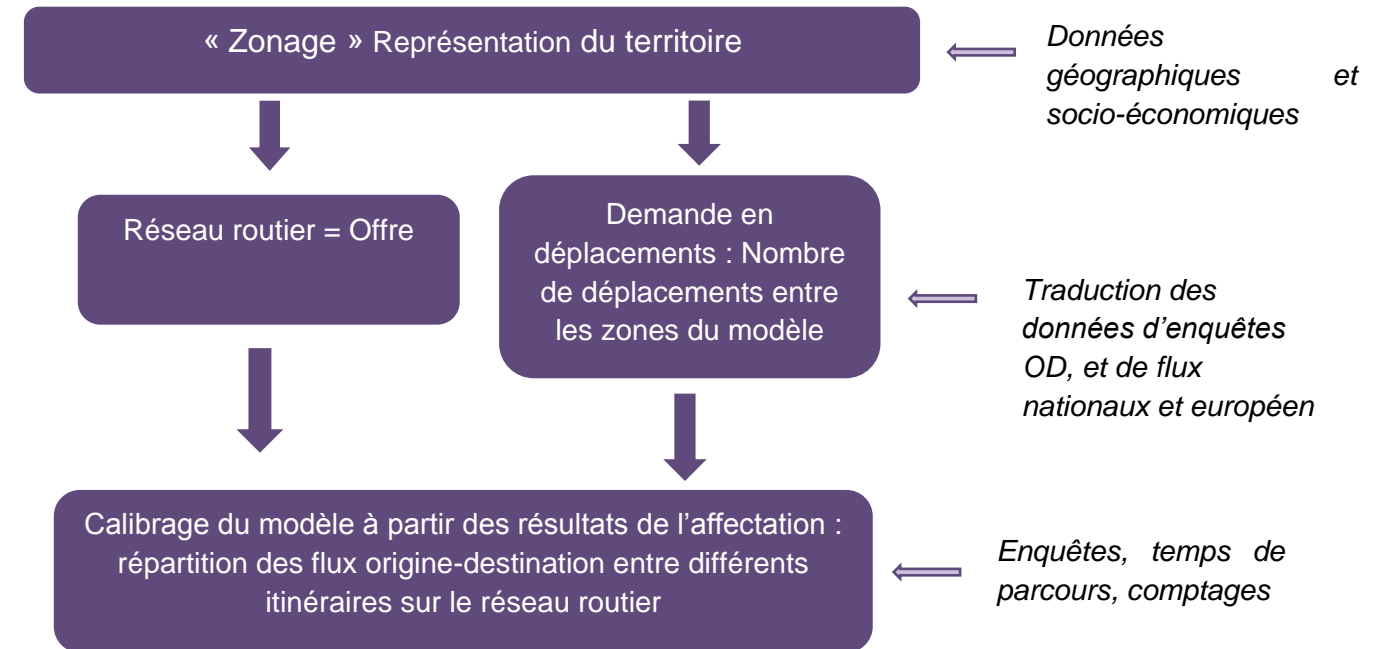 « Zonage » Représentation du territoire
Données
géographiques et
socio-économiques
Réseau routier = Offre
Demande en
déplacements : Nombre
de déplacements entre
les zones du modèle
Traduction des
données d’enquêtes
OD, et de flux
nationaux et européen
Calibrage du modèle à partir des résultats de l’affectation :
répartition des flux origine-destination entre différents
itinéraires sur le réseau routier
Enquêtes, temps de
parcours, comptages